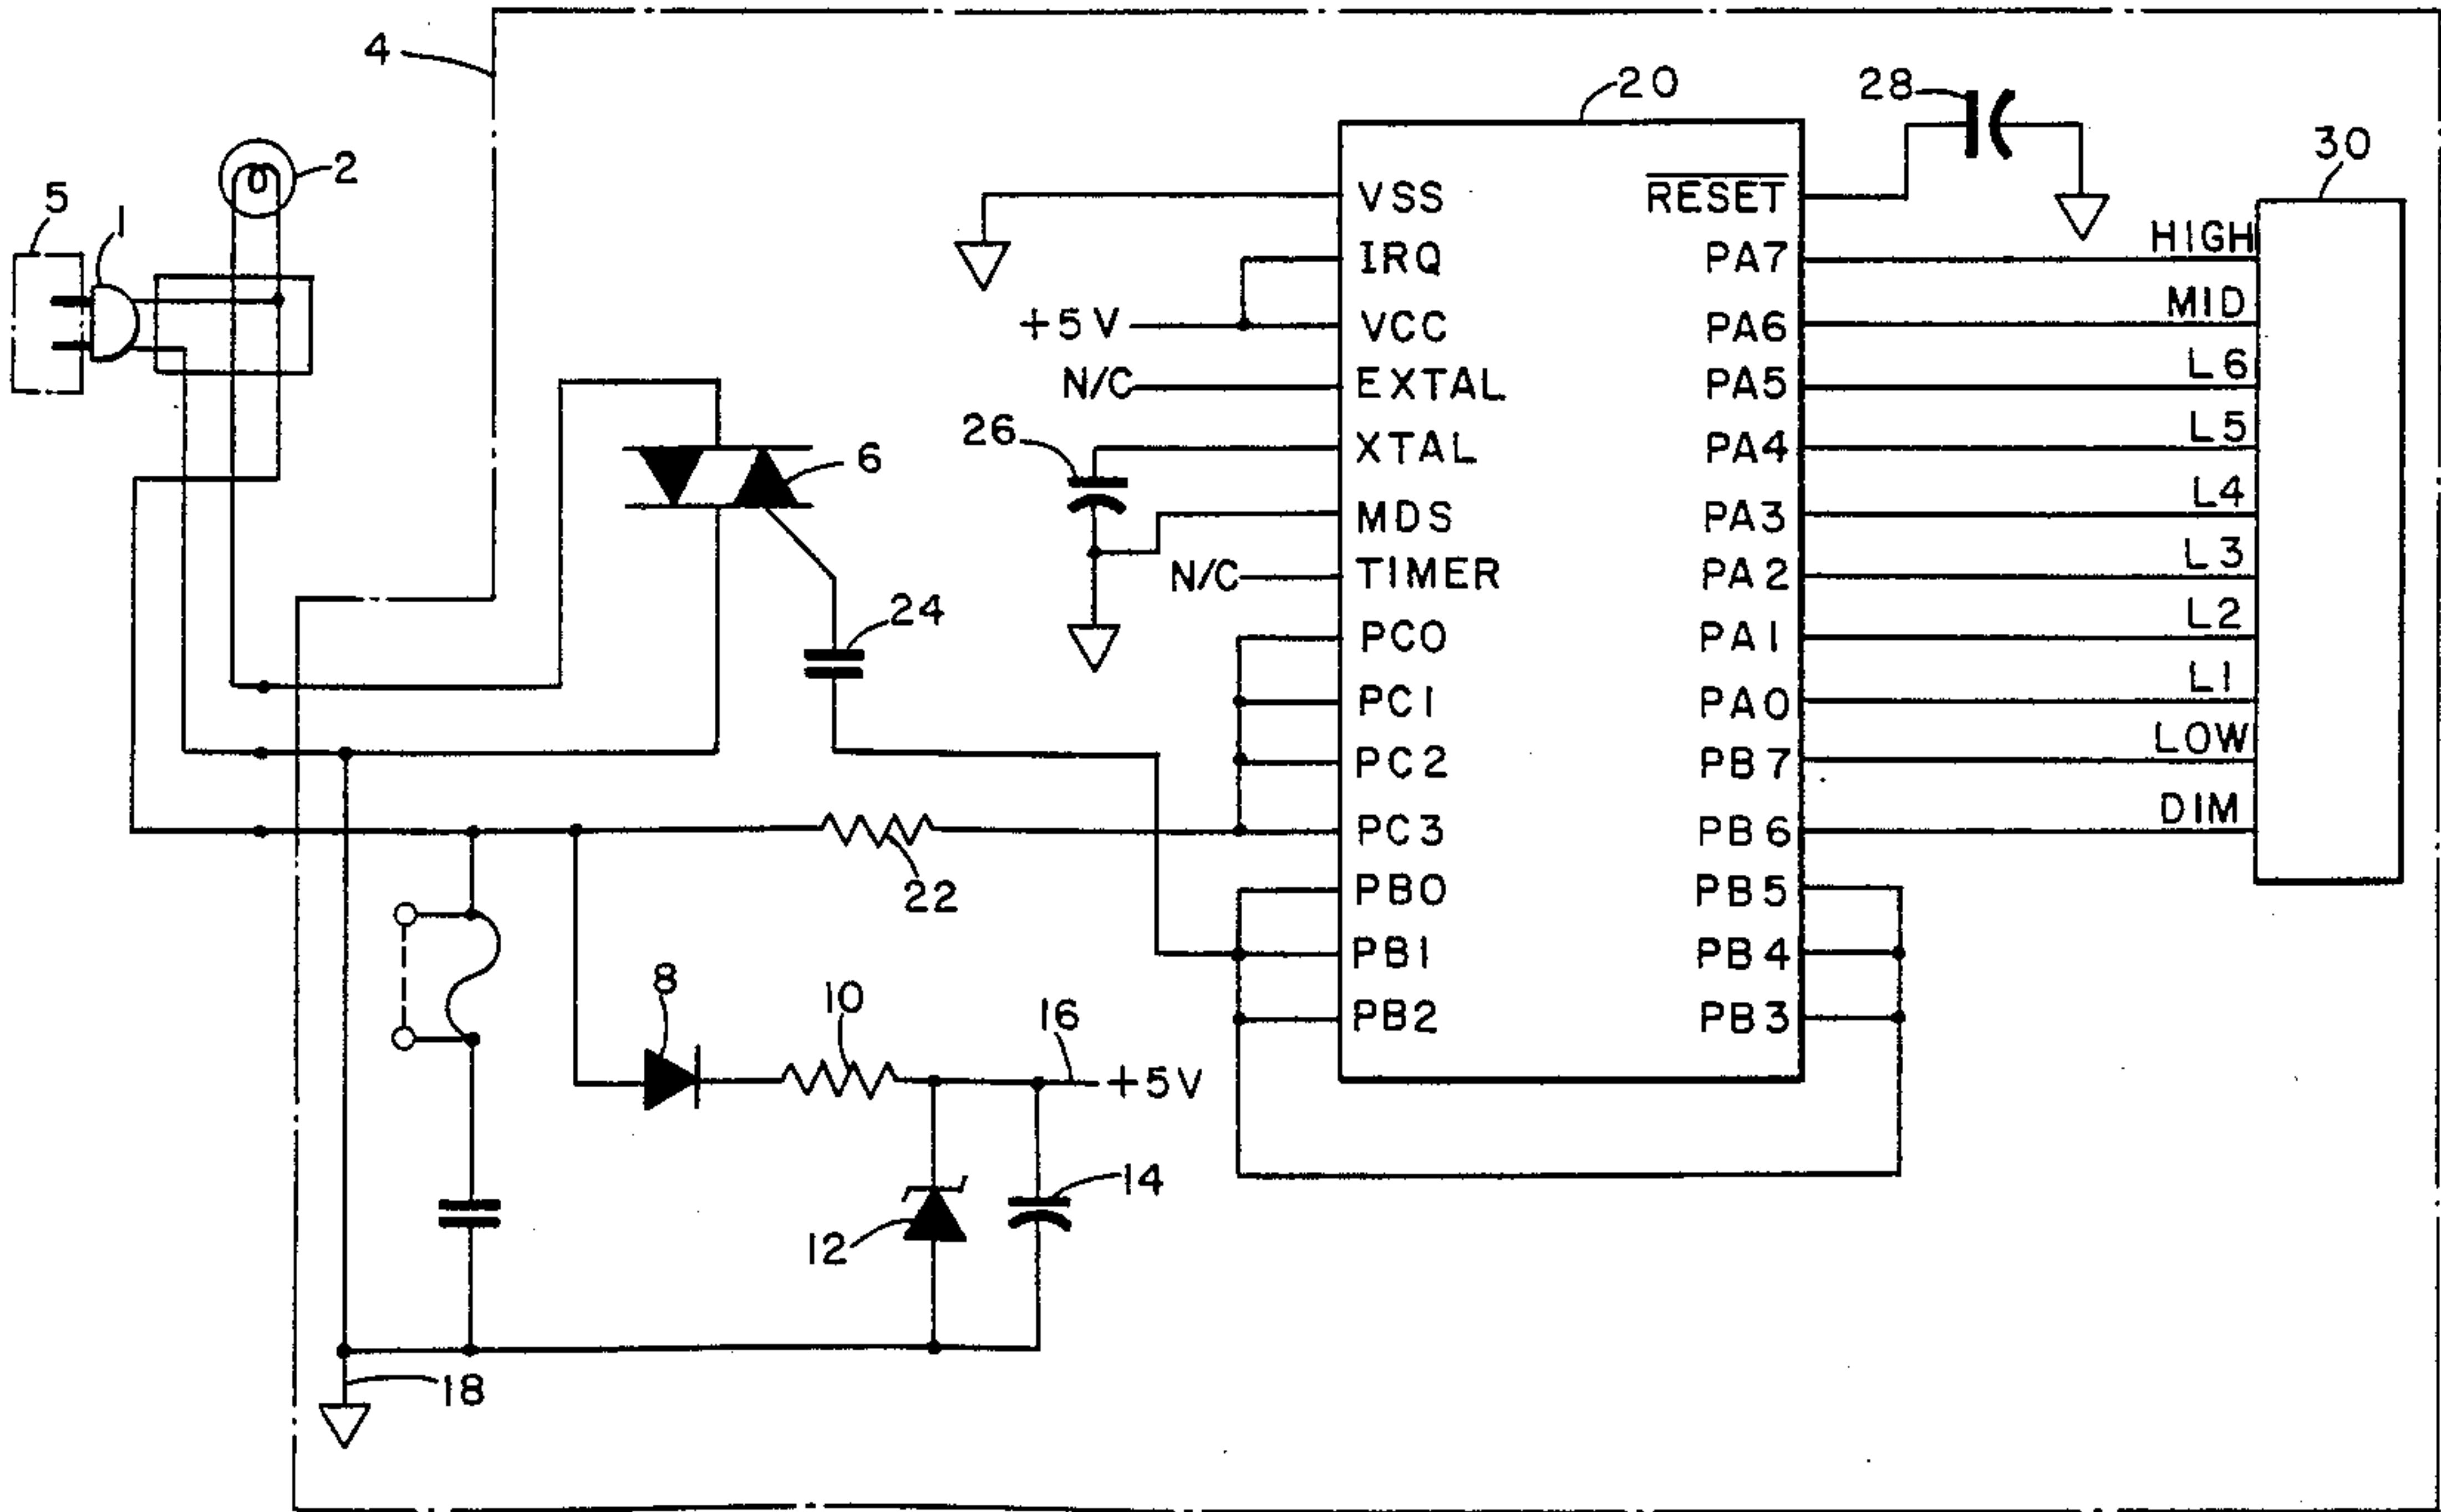 4
20
28
30
2
5
1
VSS
RESET
HIGH
IRQ
PA7
MID
+5V
VCC
PA6
L6
N/C
EXTAL
PA5
L5
26
XTAL
PA4
6
L4
MDS
PA3
L3
N/C
TIMER
PA2
24
L2
PC0
PA1
L1
PC1
PA0
LOW
PC2
PB7
DIM
PC3
PB6
22
PB0
PB5
PB1
PB4
8
10
16
PB2
PB3
+5V
14
12
18